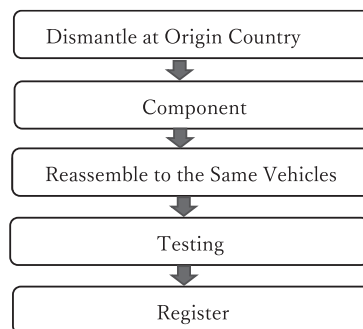 Dismantle at Origin Country
Component
Reassemble to the Same Vehicles
Testing
Register